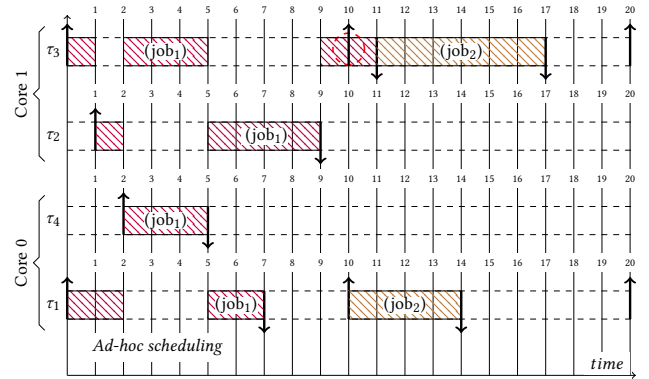 1 2 3 4 5 6 7 8 9 10 11 12 13 14 15 16 17 18 19 20
τ3 (job1) (job2)
Core 1
1 2 3 4 5 6 7 8 9 10 11 12 13 14 15 16 17 18 19 20
τ2 (job1)
1 2 3 4 5 6 7 8 9 10 11 12 13 14 15 16 17 18 19 20
τ4 (job1)
Core 0
1 2 3 4 5 6 7 8 9 10 11 12 13 14 15 16 17 18 19 20
τ1 (job1) (job2)
Ad-hoc scheduling
time